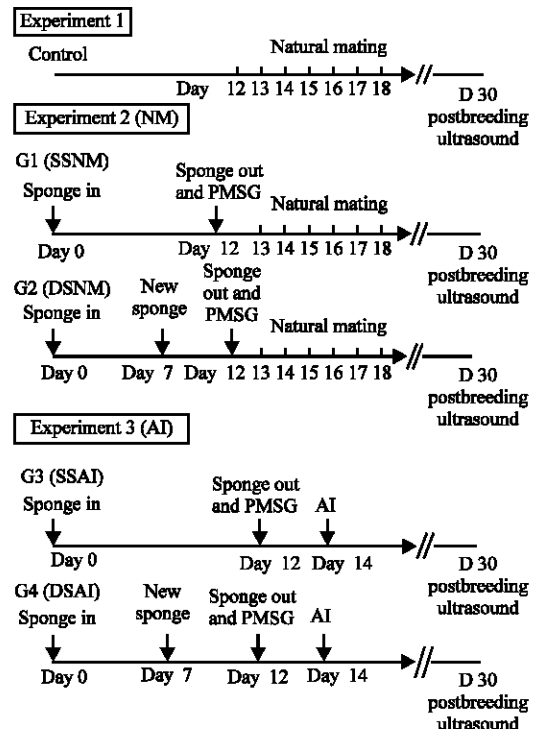 Experiment 1
Control
Natural mating
Day 12 13 14 15 16 17 18
D 30
postbreeding
ultrasound
Experiment 2 (NM)
G1 (SSNM)
Sponge in
Sponge out
and PMSG
Natural mating
Day 0
Day 12 13 14 15 16 17 18
D 30
postbreeding
ultrasound
G2 (DSNM)
Sponge in
New
sponge
Sponge
out and
PMSG
Natural mating
Day 0 Day 7 Day 12 13 14 15 16 17 18
D 30
postbreeding
ultrasound
Experiment 3 (AI)
G3 (SSAI)
Sponge in
Sponge out
and PMSG
AI
Day 0
Day 12 Day 14
D 30
postbreeding
ultrasound
G4 (DSAI)
Sponge in
New
sponge
Sponge out
and PMSG
AI
Day 0 Day 7 Day 12 Day 14
D 30
postbreeding
ultrasound